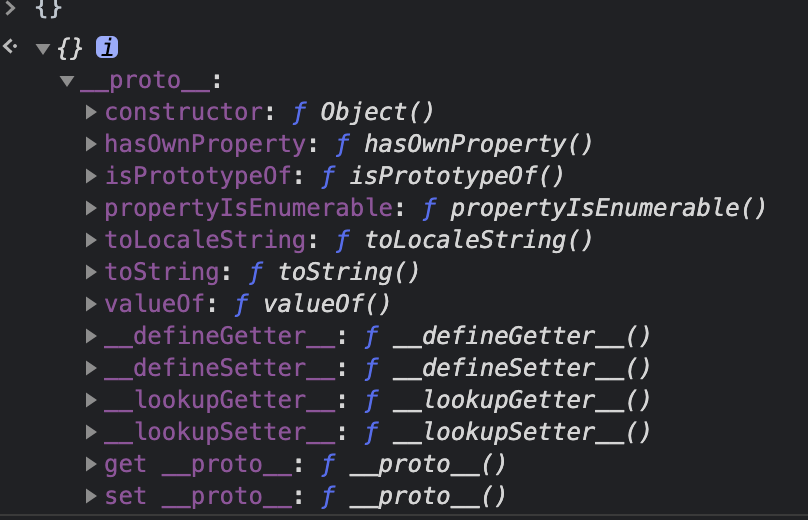 > {}
{} i
__proto__:
constructor: ƒ Object()
hasOwnProperty: ƒ hasOwnProperty()
isPrototypeOf: ƒ isPrototypeOf()
propertyIsEnumerable: ƒ propertyIsEnumerable()
toLocaleString: ƒ toLocaleString()
toString: ƒ toString()
valueOf: ƒ valueOf()
__defineGetter__: ƒ __defineGetter__()
__defineSetter__: ƒ __defineSetter__()
__lookupGetter__: ƒ __lookupGetter__()
__lookupSetter__: ƒ __lookupSetter__()
get __proto__: ƒ __proto__()
set __proto__: ƒ __proto__()